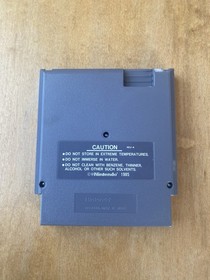 CAUTION
●DO NOT STORE IN EXTREME TEMPERATURES.
●DO NOT IMMERSE IN WATER.
●DO NOT CLEAN WITH BENZENE, THINNER,
ALCOHOL OR OTHER SUCH SOLVENTS.
Nintendo 1985